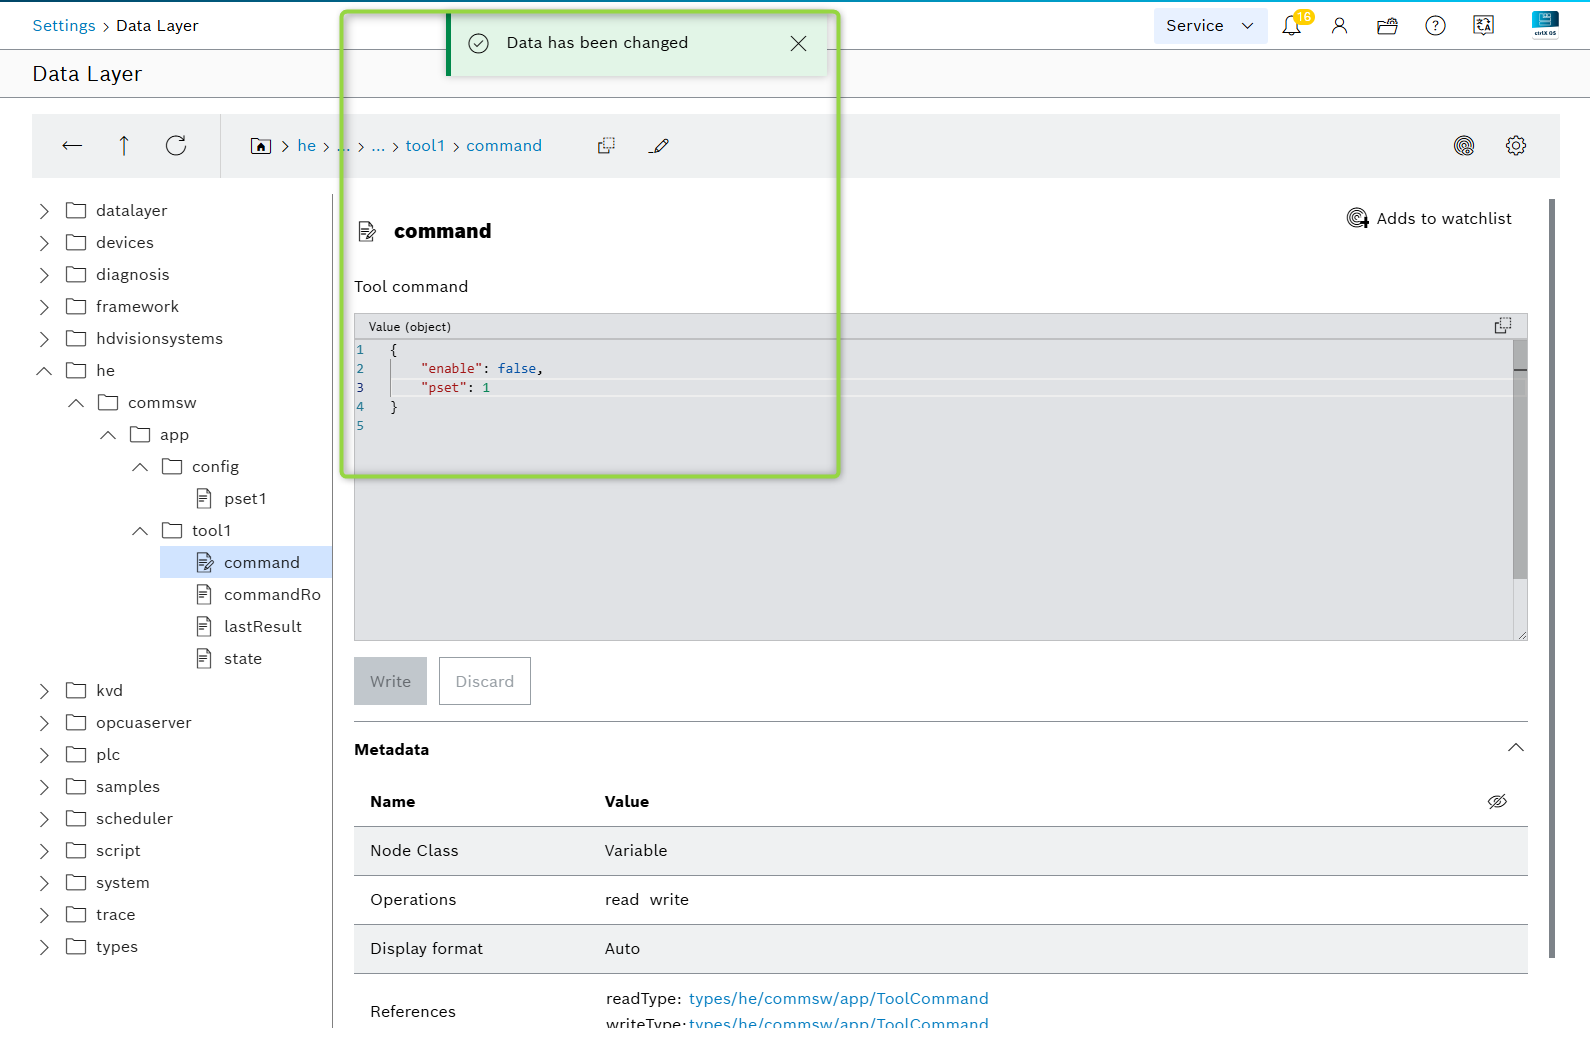 Settings > Data Layer
Data has been changed
Service
16
ctrlX OS
Data Layer
> he > ... > ... > tool1 > command
datalayer
devices
diagnosis
framework
hdvisionsystems
he
commsw
app
config
pset1
tool1
command
commandRo
lastResult
state
kvd
opcuaserver
plc
samples
scheduler
script
system
trace
types
command
Adds to watchlist
Tool command
Value (object)
1 {
2 "enable": false,
3 "pset": 1
4 }
5
Write Discard
Metadata
Name Value
Node Class Variable
Operations read write
Display format Auto
References readType: types/he/commsw/app/ToolCommand
writeType: types/he/commsw/app/ToolCommand